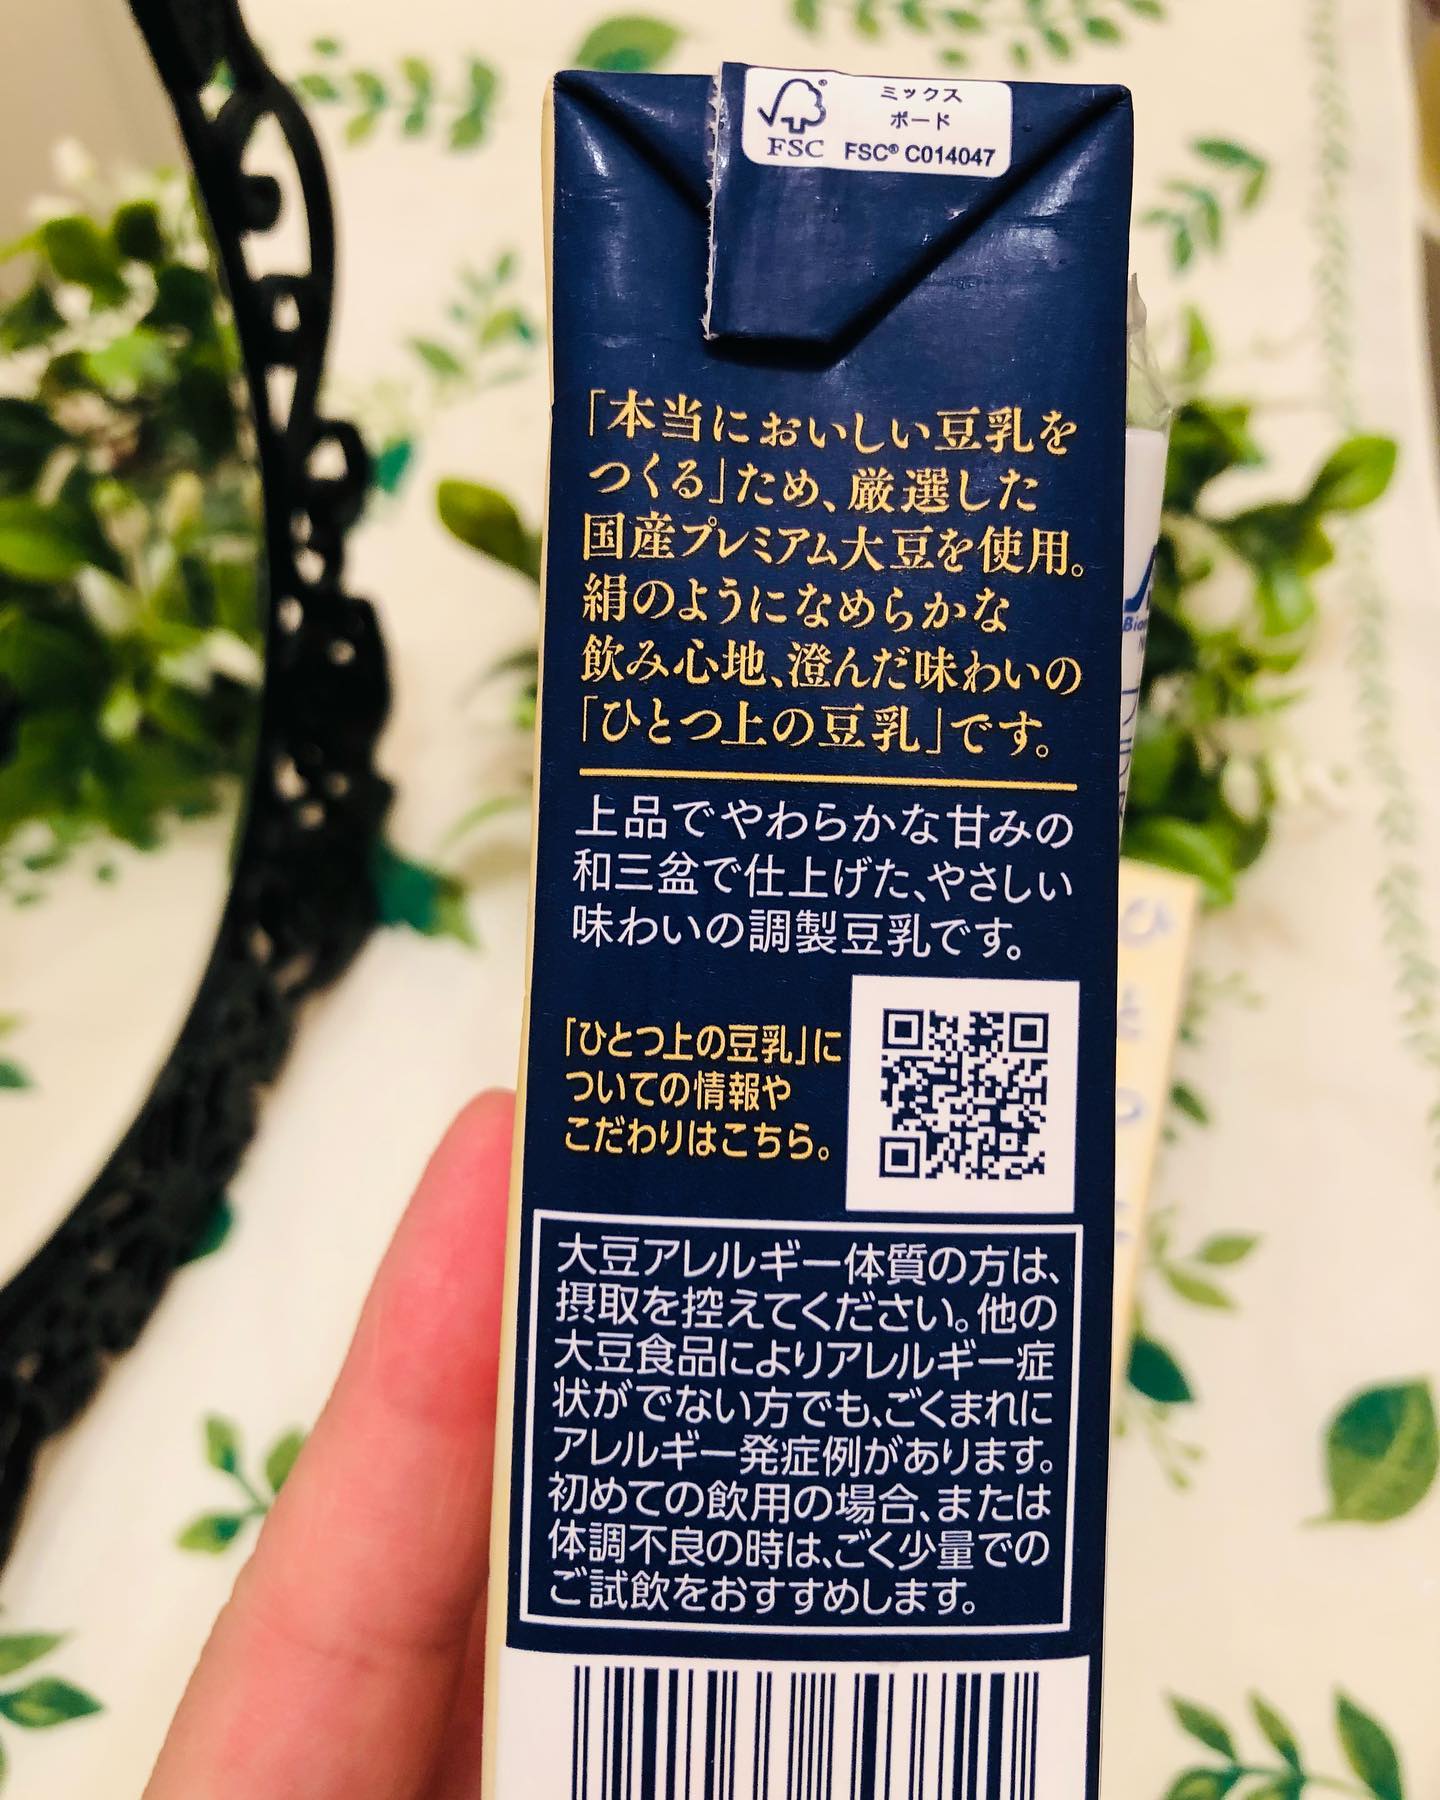 ミックス
ボード
FSC
FSC® C014047
「本当においしい豆乳を
つくる」ため、厳選した
国産プレミアム大豆を使用。
絹のようになめらかな
飲み心地、澄んだ味わいの
「ひとつ上の豆乳」です。
上品でやわらかな甘みの
和三盆で仕上げた、やさしい
味わいの調製豆乳です。
「ひとつ上の豆乳」に
ついての情報や
こだわりはこちら。
大豆アレルギー体質の方は、
摂取を控えてください。他の
大豆食品によりアレルギー症
状がでない方でも、ごくまれに
アレルギー発症例があります。
初めての飲用の場合、または
体調不良の時は、ごく少量での
ご試飲をおすすめします。